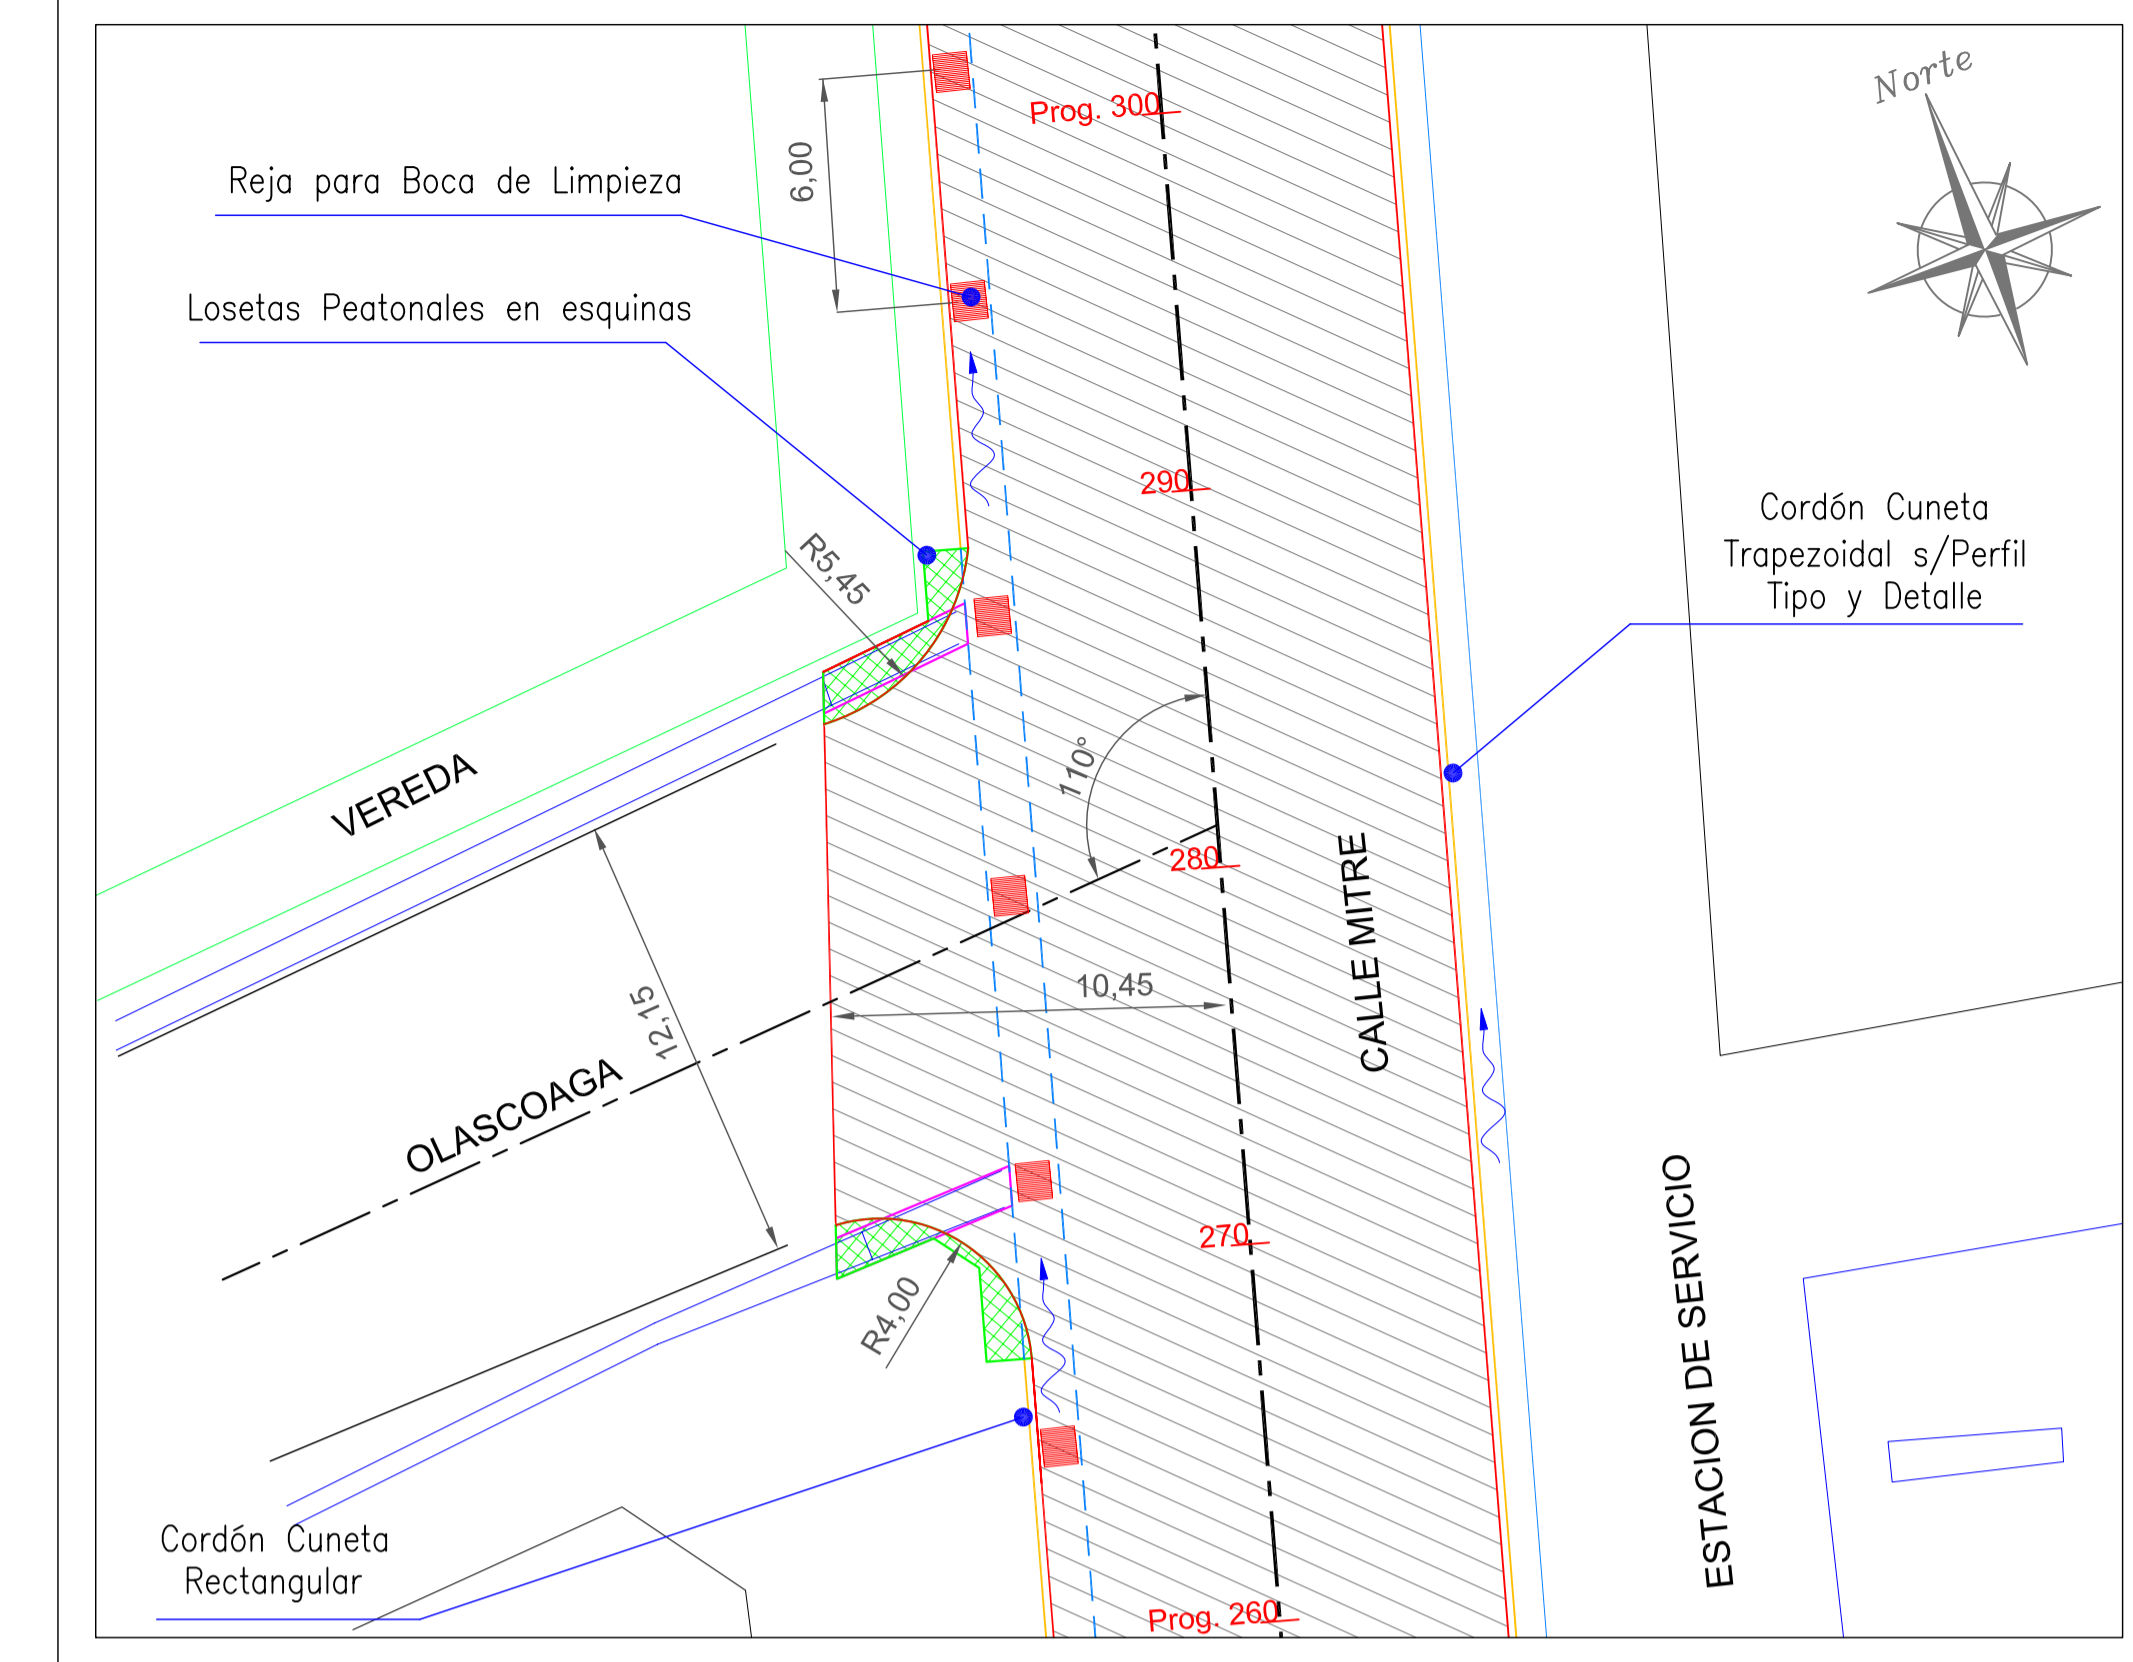 Norte
Prog. 300
6,00
Reja para Boca de Limpieza
Losetas Peatonales en esquinas
290
Cordón Cuneta
Trapezoidal s/Perfil
Tipo y Detalle
R5,45
110°
VEREDA
280
CALLE MITRE
10,45
12,15
OLASCOAGA
270
R4,00
ESTACION DE SERVICIO
Cordón Cuneta
Rectangular
Prog. 260